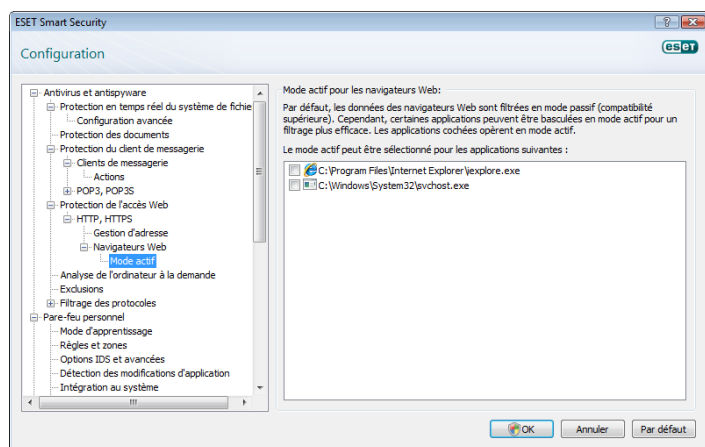 ESET Smart Security
Configuration
eset
Antivirus et antispyware
Protection en temps réel du système de fichie
Configuration avancée
Protection des documents
Protection du client de messagerie
Clients de messagerie
Actions
POP3, POP3S
Protection de l'accès Web
HTTP, HTTPS
Gestion d'adresse
Navigateurs Web
Mode actif
Analyse de l'ordinateur à la demande
Exclusions
Filtrage des protocoles
Pare-feu personnel
Mode d'apprentissage
Règles et zones
Options IDS et avancées
Détection des modifications d'application
Intégration au système
Mode actif pour les navigateurs Web:
Par défaut, les données des navigateurs Web sont filtrées en mode passif (compatibilité
supérieure). Cependant, certaines applications peuvent être basculées en mode actif pour un
filtrage plus efficace. Les applications cochées opèrent en mode actif.
Le mode actif peut être sélectionné pour les applications suivantes :
C:\Program Files\Internet Explorer\iexplore.exe
C:\Windows\System32\svchost.exe
OK
Annuler
Par défaut